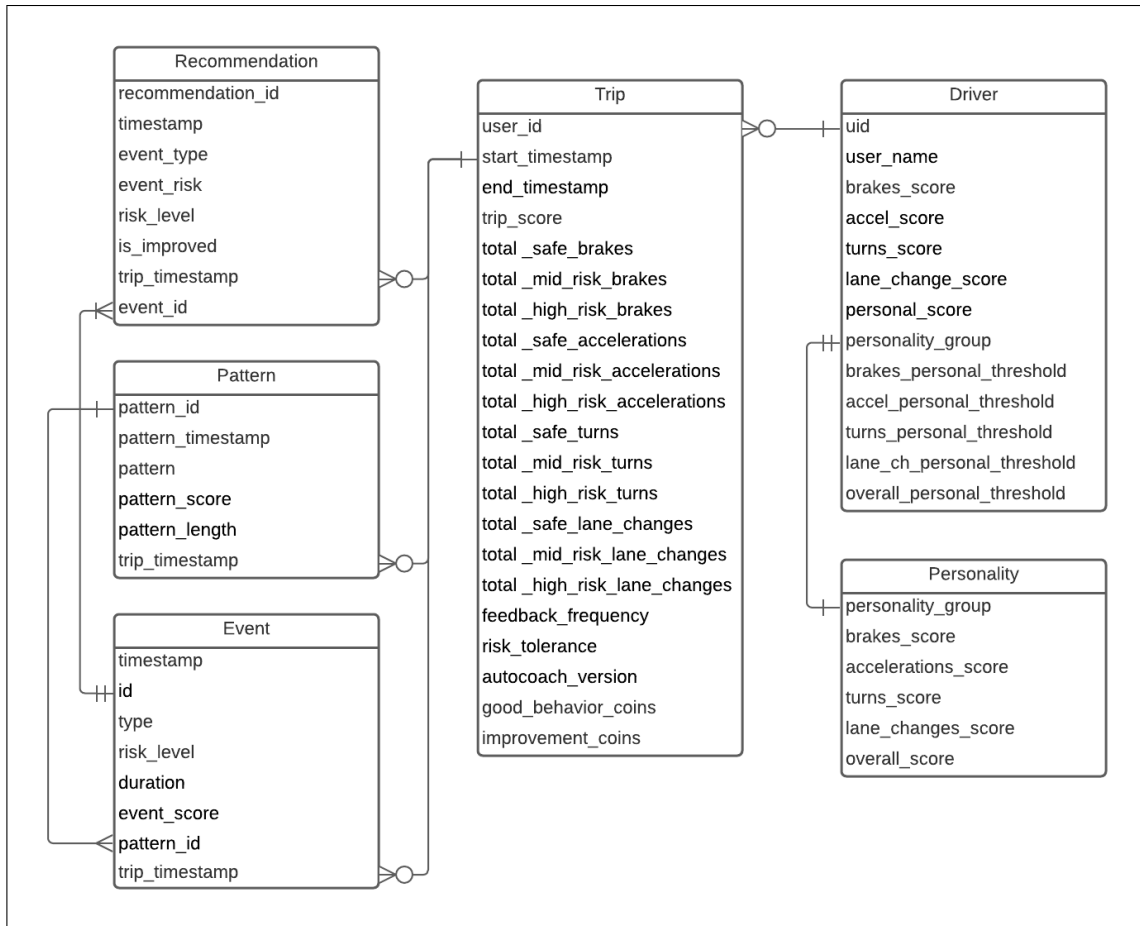 Recommendation
recommendation_id
timestamp
event_type
event_risk
risk_level
is_improved
trip_timestamp
event_id
Pattern
pattern_id
pattern_timestamp
pattern
pattern_score
pattern_length
trip_timestamp
Event
timestamp
id
type
risk_level
duration
event_score
pattern_id
trip_timestamp
Trip
user_id
start_timestamp
end_timestamp
trip_score
total _safe_brakes
total _mid_risk_brakes
total _high_risk_brakes
total _safe_accelerations
total _mid_risk_accelerations
total _high_risk_accelerations
total _safe_turns
total _mid_risk_turns
total _high_risk_turns
total _safe_lane_changes
total _mid_risk_lane_changes
total _high_risk_lane_changes
feedback_frequency
risk_tolerance
autocoach_version
good_behavior_coins
improvement_coins
Driver
uid
user_name
brakes_score
accel_score
turns_score
lane_change_score
personal_score
personality_group
brakes_personal_threshold
accel_personal_threshold
turns_personal_threshold
lane_ch_personal_threshold
overall_personal_threshold
Personality
personality_group
brakes_score
accelerations_score
turns_score
lane_changes_score
overall_score